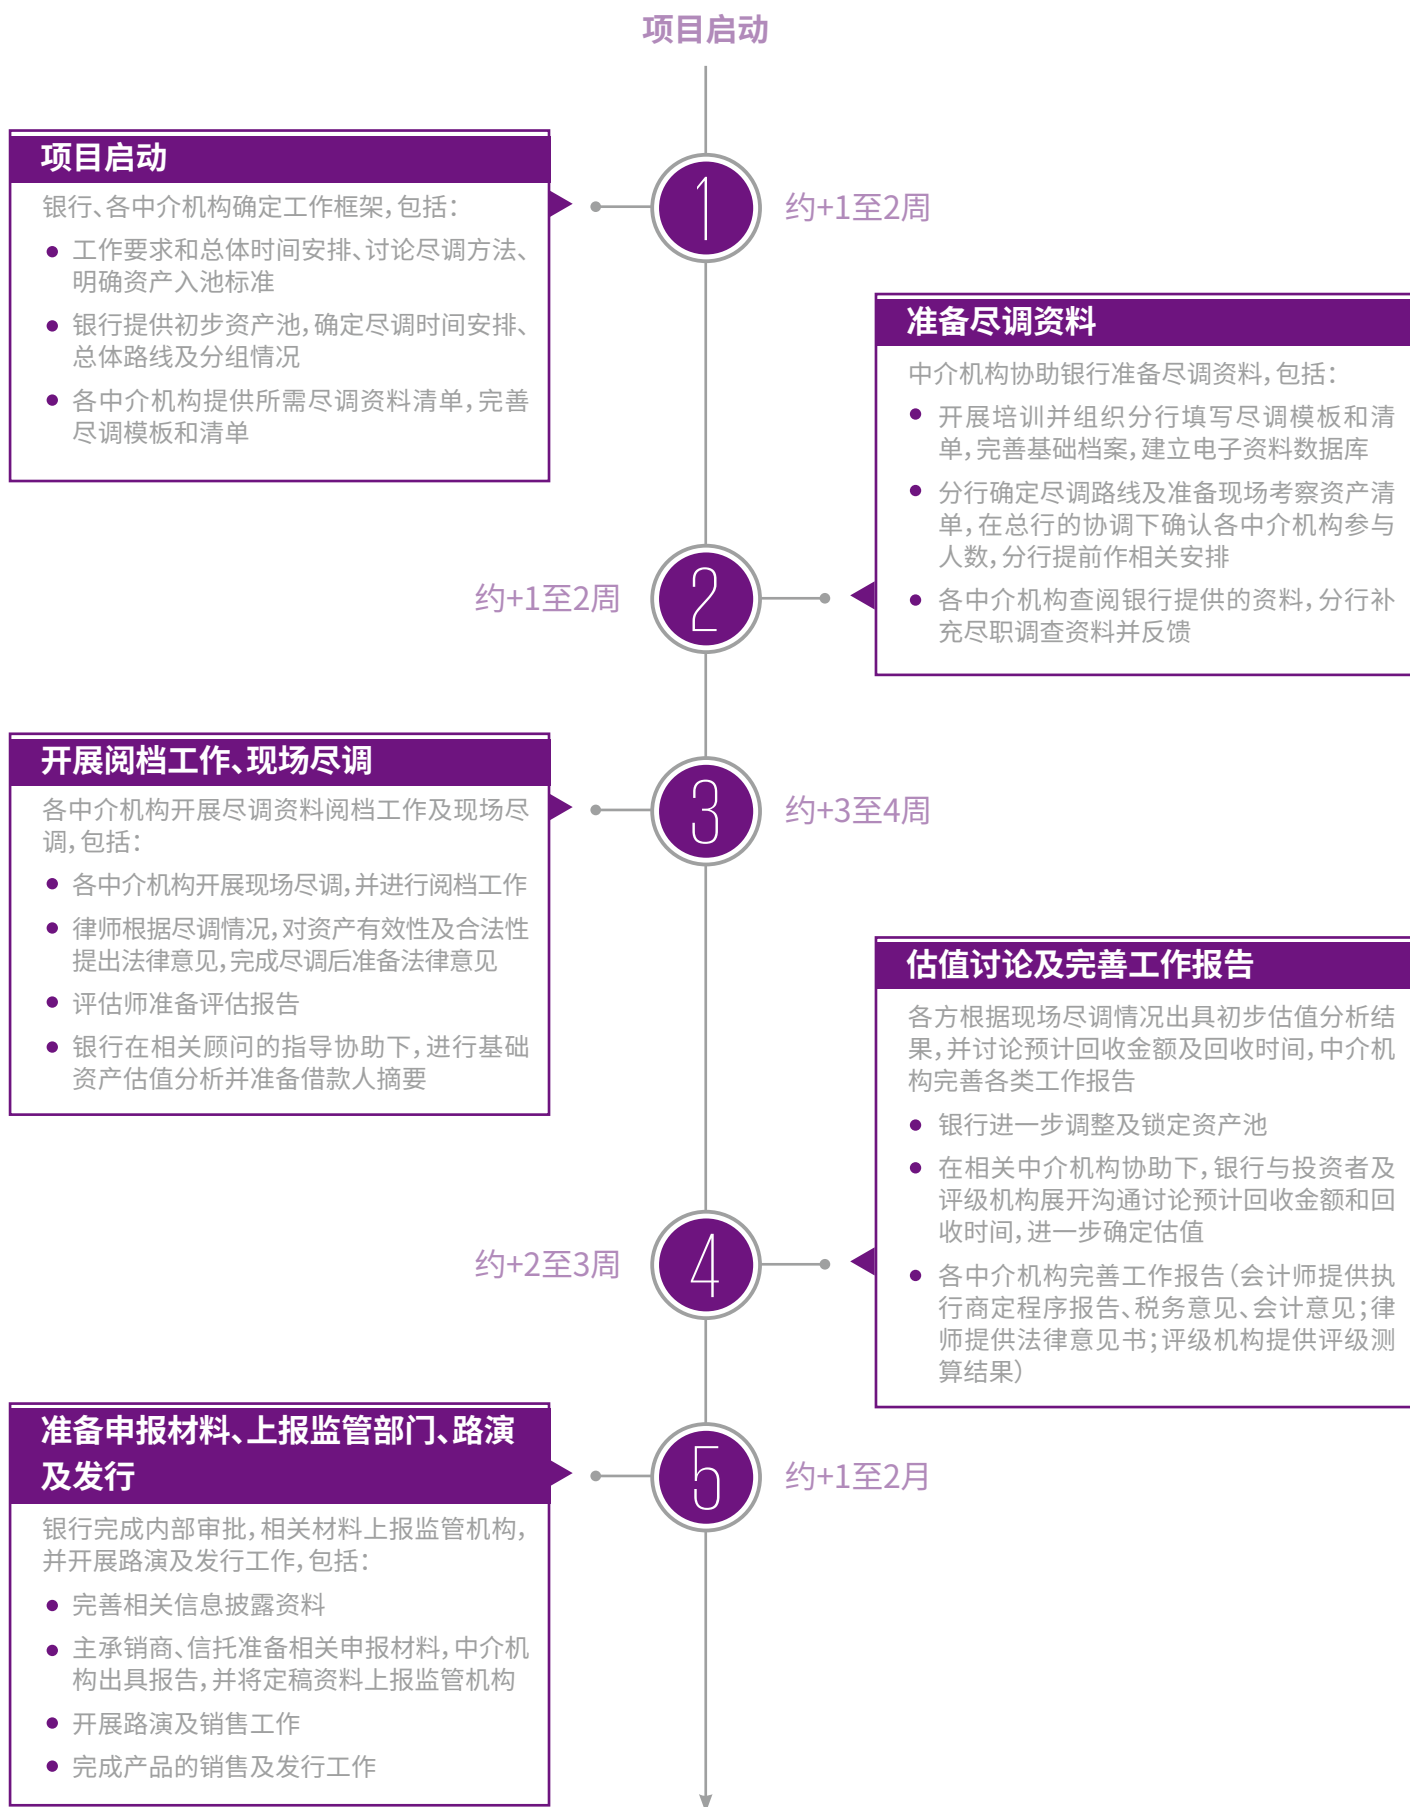 项目启动
项目启动
银行、各中介机构确定工作框架，包括：
工作要求和总体时间安排、讨论尽调方法、
明确资产入池标准
银行提供初步资产池，确定尽调时间安排、
总体路线及分组情况
各中介机构提供所需尽调资料清单，完善
尽调模板和清单
1
约+1至2周
准备尽调资料
中介机构协助银行准备尽调资料，包括：
开展培训并组织分行填写尽调模板和清
单，完善基础档案，建立电子资料数据库
分行确定尽调路线及准备现场考察资产清
单，在总行的协调下确认各中介机构参与
人数，分行提前作相关安排
各中介机构查阅银行提供的资料，分行补
充尽职调查资料并反馈
约+1至2周
2
开展阅档工作、现场尽调
各中介机构开展尽调资料阅档工作及现场尽
调，包括：
各中介机构开展现场尽调，并进行阅档工作
律师根据尽调情况，对资产有效性及合法性
提出法律意见，完成尽调后准备法律意见
评估师准备评估报告
银行在相关顾问的指导协助下，进行基础
资产估值分析并准备借款人摘要
3
约+3至4周
估值讨论及完善工作报告
各方根据现场尽调情况出具初步估值分析结
果，并讨论预计回收金额及回收时间，中介机
构完善各类工作报告
银行进一步调整及锁定资产池
在相关中介机构协助下，银行与投资者及
评级机构展开沟通讨论预计回收金额和回
收时间，进一步确定估值
各中介机构完善工作报告（会计师提供执
行商定程序报告、税务意见、会计意见；律
师提供法律意见书；评级机构提供评级测
算结果）
约+2至3周
4
准备申报材料、上报监管部门、路演
及发行
银行完成内部审批，相关材料上报监管机构，
并开展路演及发行工作，包括：
完善相关信息披露资料
主承销商、信托准备相关申报材料，中介机
构出具报告，并将定稿资料上报监管机构
开展路演及销售工作
完成产品的销售及发行工作
5
约+1至2月